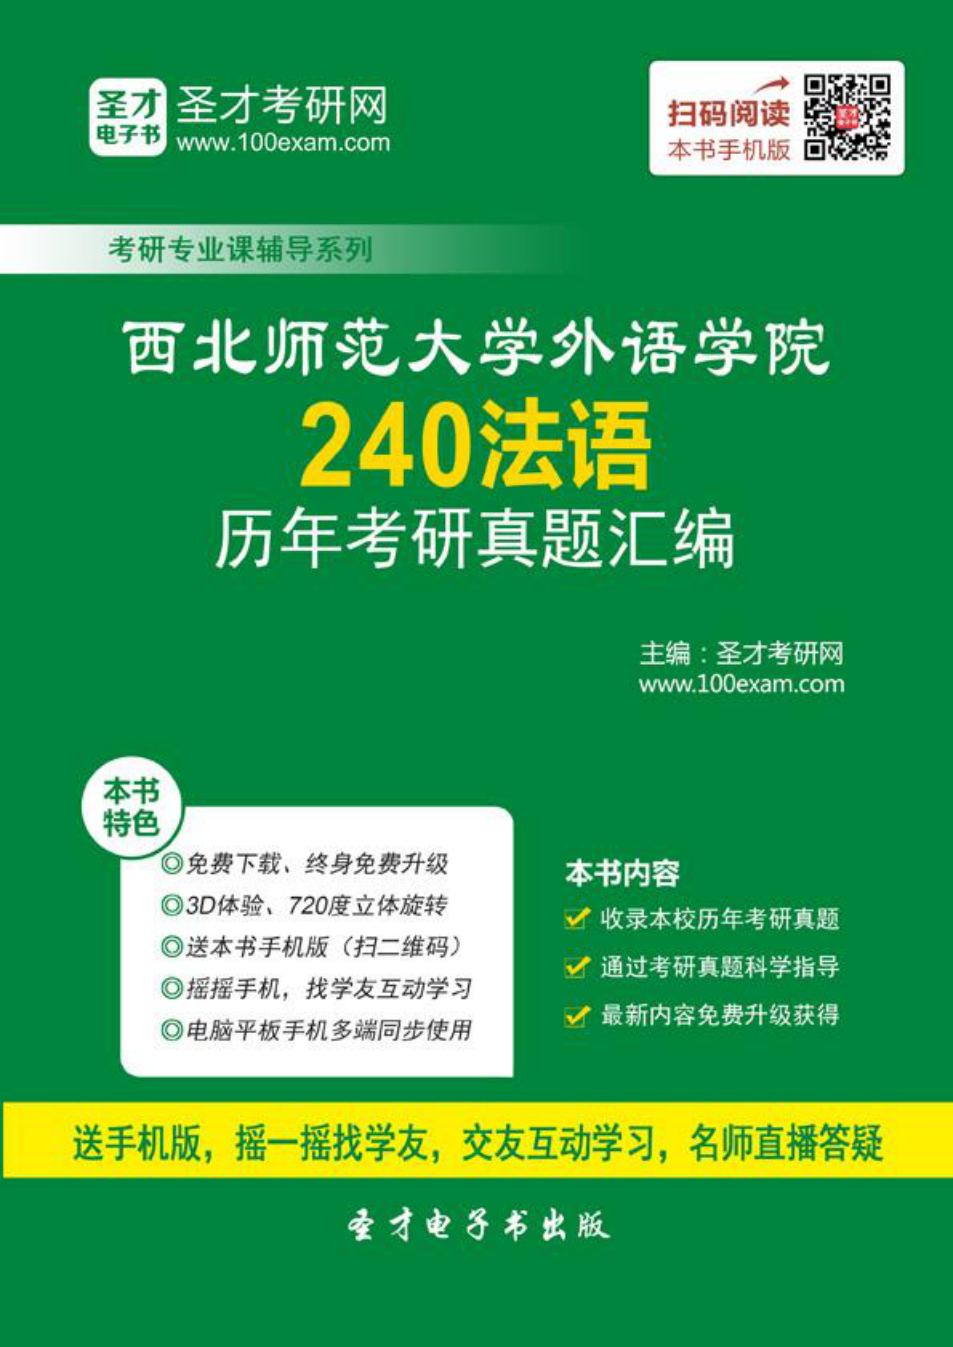 圣才
电子书
圣才考研网
www.100exam.com
扫码阅读
本书手机版
考研专业课辅导系列
西北师范大学外语学院
240法语
历年考研真题汇编
主编：圣才考研网
www.100exam.com
本书
特色
◎免费下载、终身免费升级
◎3D体验、720度立体旋转
◎送本书手机版（扫二维码）
◎摇摇手机，找学友互动学习
◎电脑平板手机多端同步使用
本书内容
收录本校历年考研真题
通过考研真题科学指导
最新内容免费升级获得
送手机版，摇一摇找学友，交友互动学习，名师直播答疑
圣才电子书出版